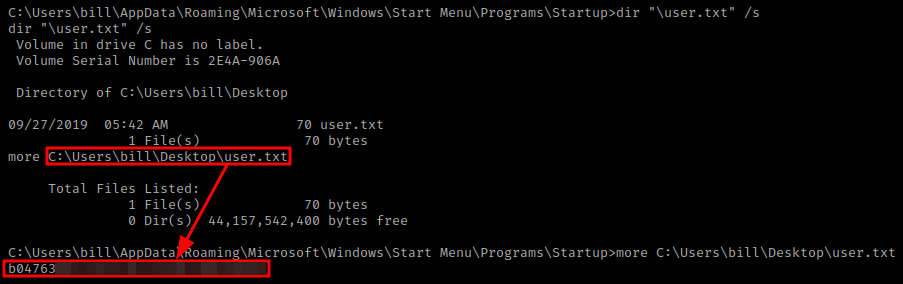 C:\Users\bill\AppData\Roaming\Microsoft\Windows\Start Menu\Programs\Startup>dir "\user.txt" /s
dir "\user.txt" /s
Volume in drive C has no label.
Volume Serial Number is 2E4A-906A
Directory of C:\Users\bill\Desktop
09/27/2019  05:42 AM                70 user.txt
1 File(s)             70 bytes
more C:\Users\bill\Desktop\user.txt
Total Files Listed:
1 File(s)             70 bytes
0 Dir(s)  44,157,542,400 bytes free
C:\Users\bill\AppData\Roaming\Microsoft\Windows\Start Menu\Programs\Startup>more C:\Users\bill\Desktop\user.txt
b04763